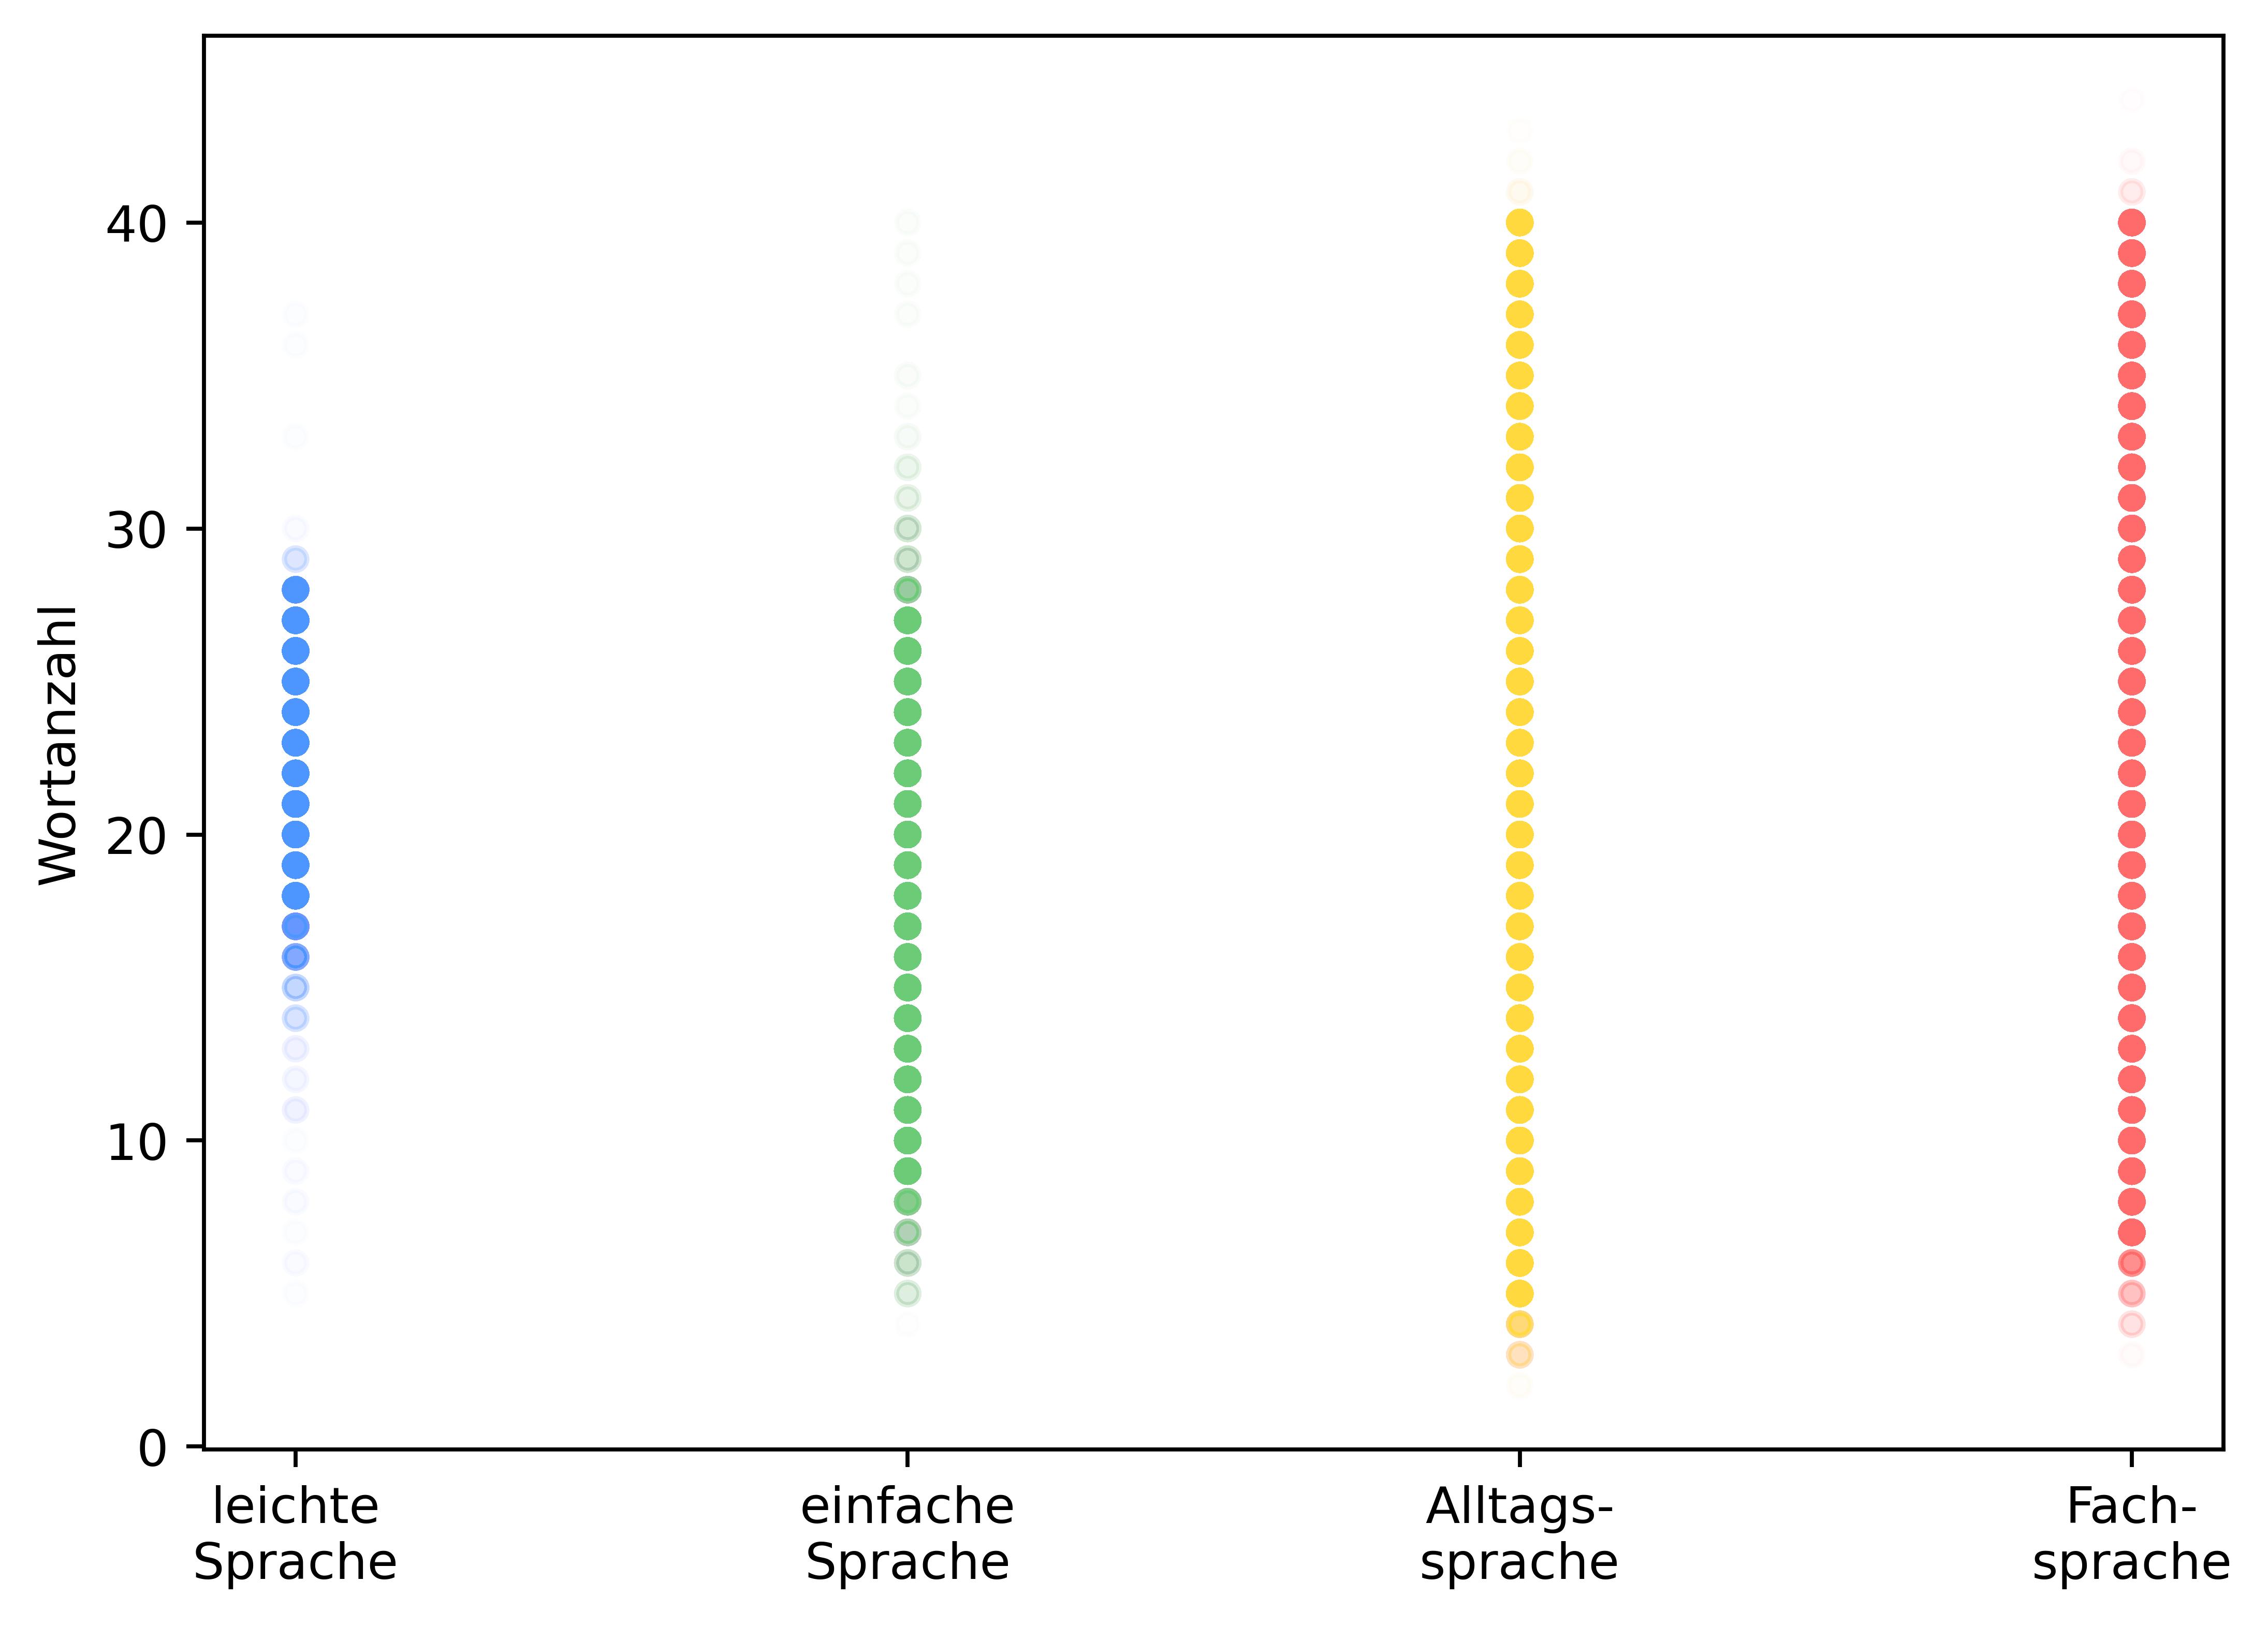 Wortanzahl
40
30
20
10
0
leichte
Sprache
einfache
Sprache
Alltags-
sprache
Fach-
sprache